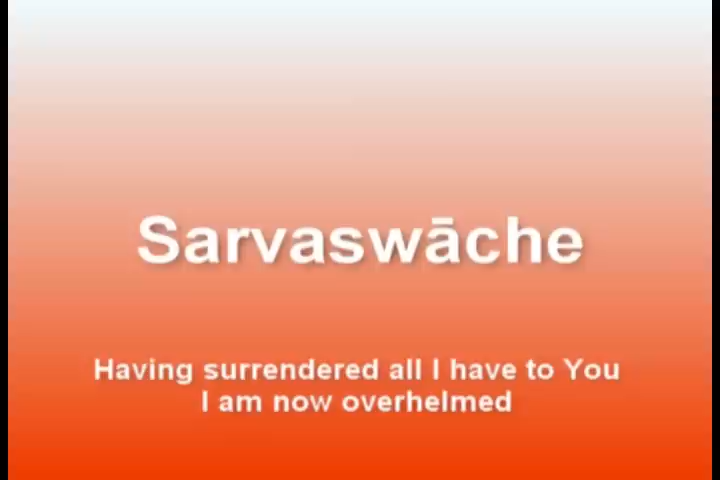 Sarvaswāche
Having surrendered all I have to You
I am now overhelmed